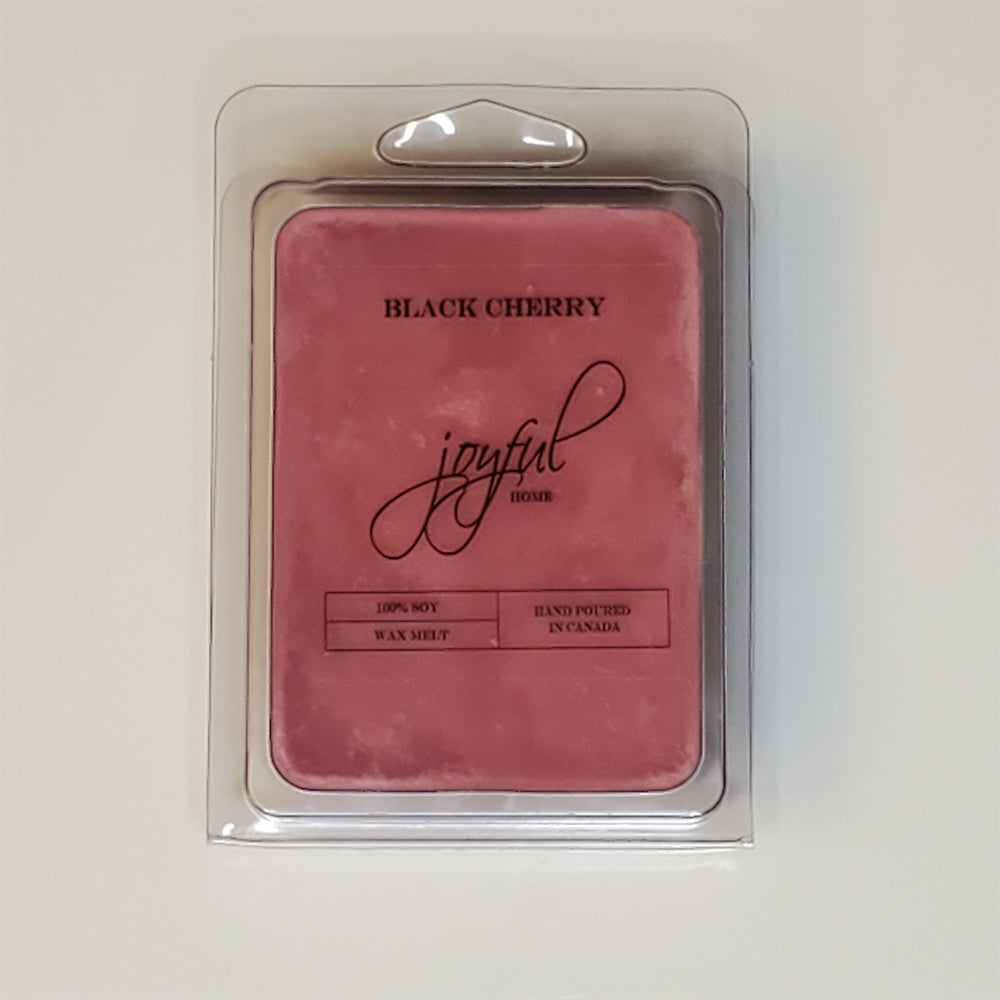 BLACK CHERRY
joyful
HOME
100% SOY
WAX MELT
HAND POURED
IN CANADA